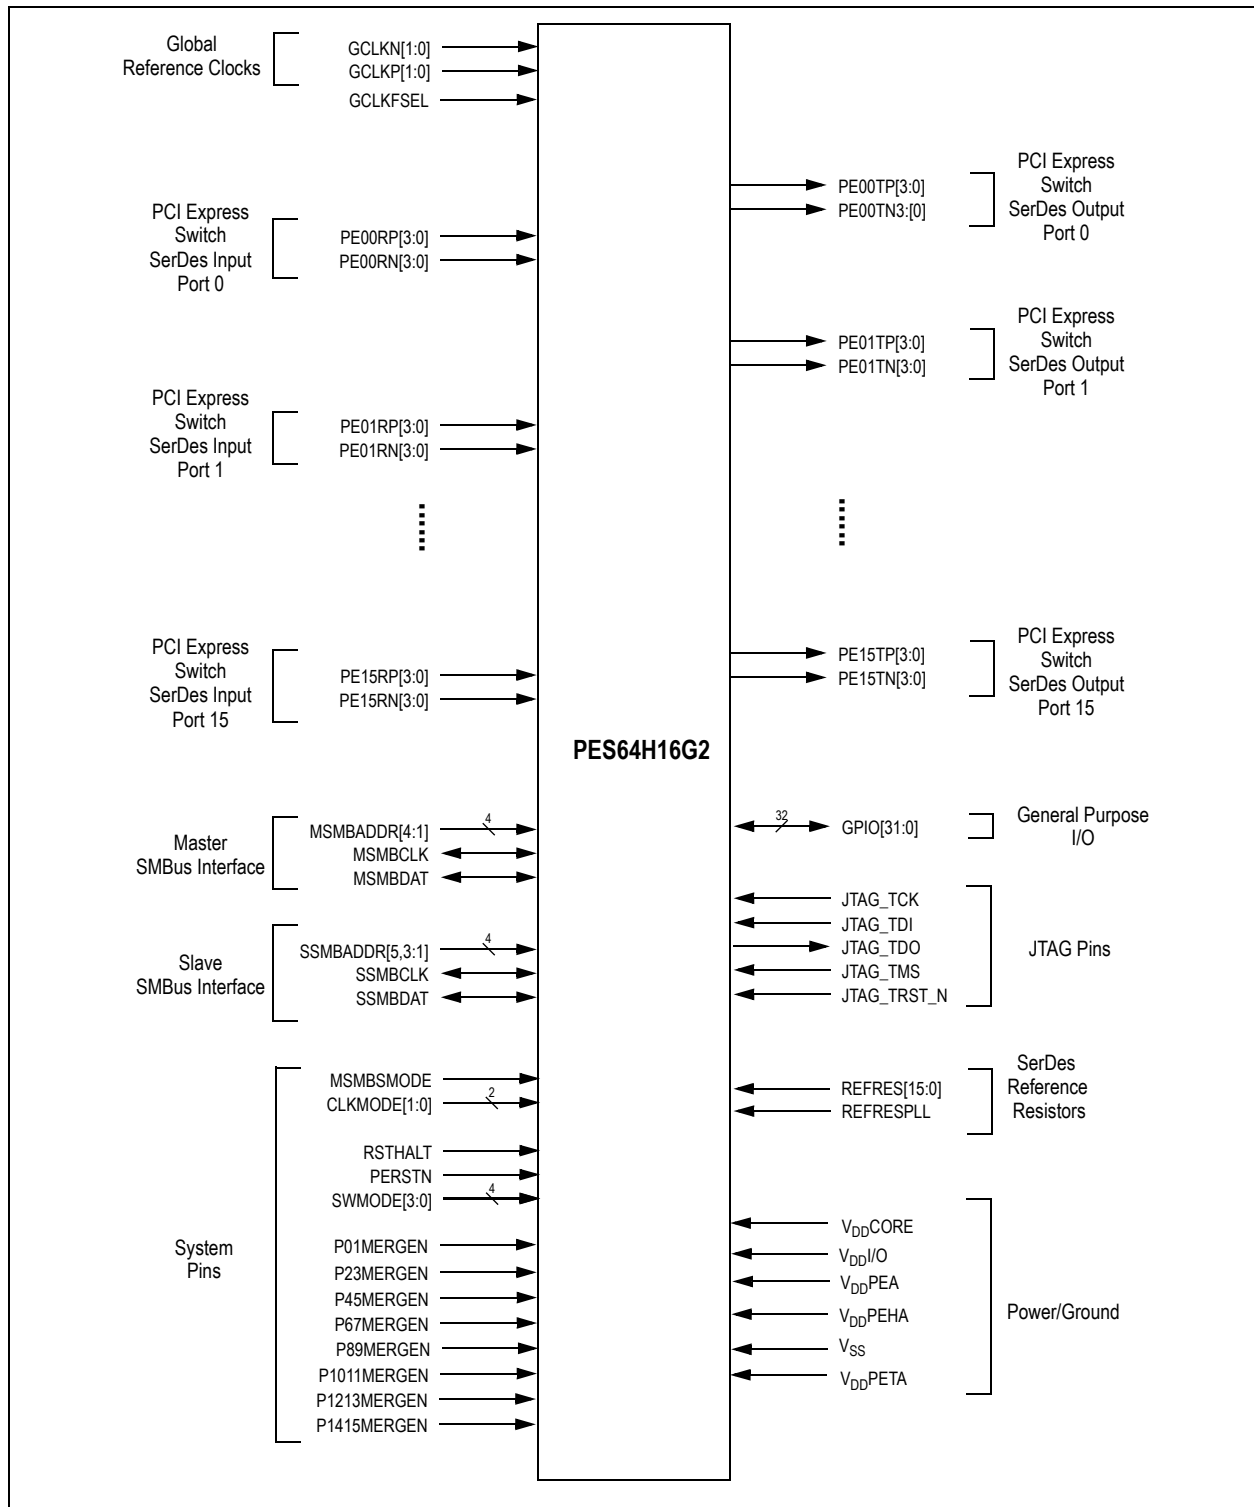 Global
Reference Clocks
GCLKN[1:0]
GCLKP[1:0]
GCLKFSEL
PCI Express
Switch
SerDes Input
Port 0
PE00RP[3:0]
PE00RN[3:0]
PCI Express
Switch
SerDes Input
Port 1
PE01RP[3:0]
PE01RN[3:0]
PCI Express
Switch
SerDes Input
Port 15
PE15RP[3:0]
PE15RN[3:0]
Master
SMBus Interface
MSMBADDR[4:1]
4
MSMBCLK
MSMBDAT
Slave
SMBus Interface
SSMBADDR[5,3:1]
4
SSMBCLK
SSMBDAT
System
Pins
MSMBSMODE
CLKMODE[1:0]
2
RSTHALT
PERSTN
SWMODE[3:0]
4
P01MERGEN
P23MERGEN
P45MERGEN
P67MERGEN
P89MERGEN
P1011MERGEN
P1213MERGEN
P1415MERGEN
PES64H16G2
PE00TP[3:0]
PE00TN3:[0]
PCI Express
Switch
SerDes Output
Port 0
PE01TP[3:0]
PE01TN[3:0]
PCI Express
Switch
SerDes Output
Port 1
PE15TP[3:0]
PE15TN[3:0]
PCI Express
Switch
SerDes Output
Port 15
32
GPIO[31:0]
General Purpose
I/O
JTAG_TCK
JTAG_TDI
JTAG_TDO
JTAG_TMS
JTAG_TRST_N
JTAG Pins
REFRES[15:0]
REFRESPLL
SerDes
Reference
Resistors
VDDCORE
VDDI/O
VDDPEA
VDDPEHA
VSS
VDDPETA
Power/Ground